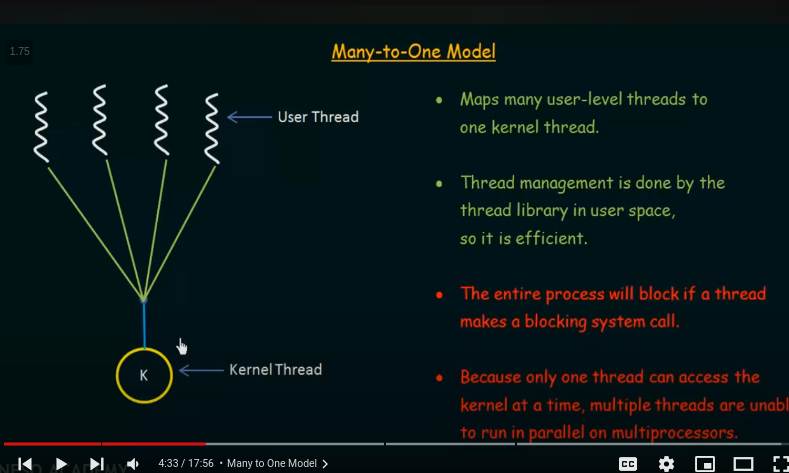 1.75
Many-to-One Model
User Thread
Kernel Thread
K
• Maps many user-level threads to
one kernel thread.
• Thread management is done by the
thread library in user space,
so it is efficient.
• The entire process will block if a thread
makes a blocking system call.
• Because only one thread can access the
kernel at a time, multiple threads are unabl
to run in parallel on multiprocessors.
4:33 / 17:56 • Many to One Model >
CC